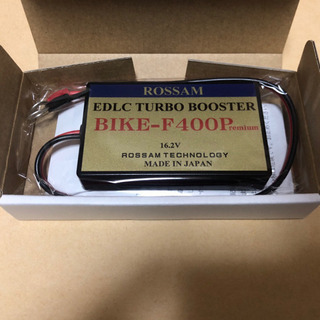 ROSSAM
EDLC TURBO BOOSTER
BIKE-F400Premium
16.2V
ROSSAM TECHNOLOGY
MADE IN JAPAN